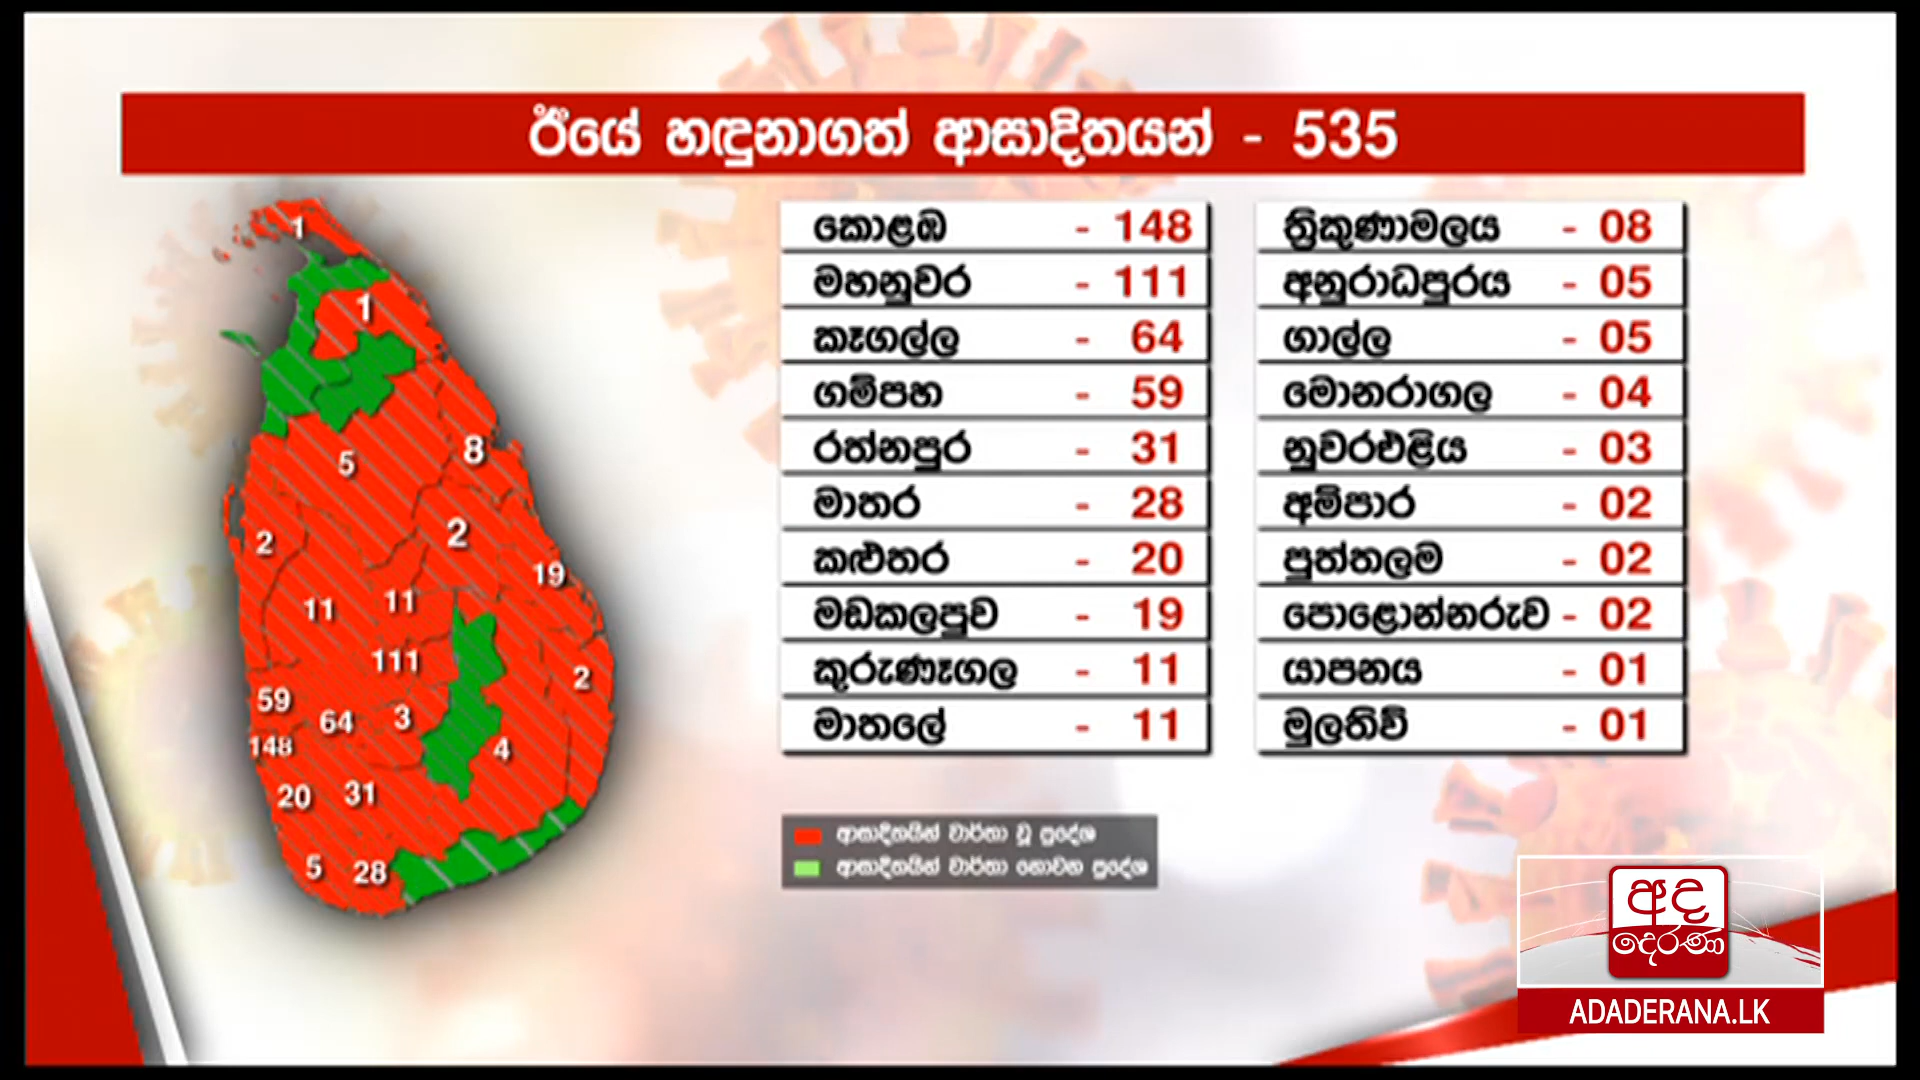 ඊයේ හඳුනාගත් ආසාදිතයන් - 535
කොළඹ - 148
මහනුවර - 111
කෑගල්ල - 64
ගම්පහ - 59
රත්නපුර - 31
මාතර - 28
කළුතර - 20
මඩකලපුව - 19
කුරුණෑගල - 11
මාතලේ - 11
ත්‍රිකුණාමලය - 08
අනුරාධපුරය - 05
ගාල්ල - 05
මොනරාගල - 04
නුවරඑළිය - 03
අම්පාර - 02
පුත්තලම - 02
පොළොන්නරුව - 02
යාපනය - 01
මුලතිව් - 01
1
1
5
8
2
2
19
11
11
111
2
59
64
3
148
4
20
31
5
28
ආසාදිතයින් වාර්තා වූ ප්‍රදේශ
ආසාදිතයින් වාර්තා නොවන ප්‍රදේශ
අද
දෙරණ
ADADERANA.LK